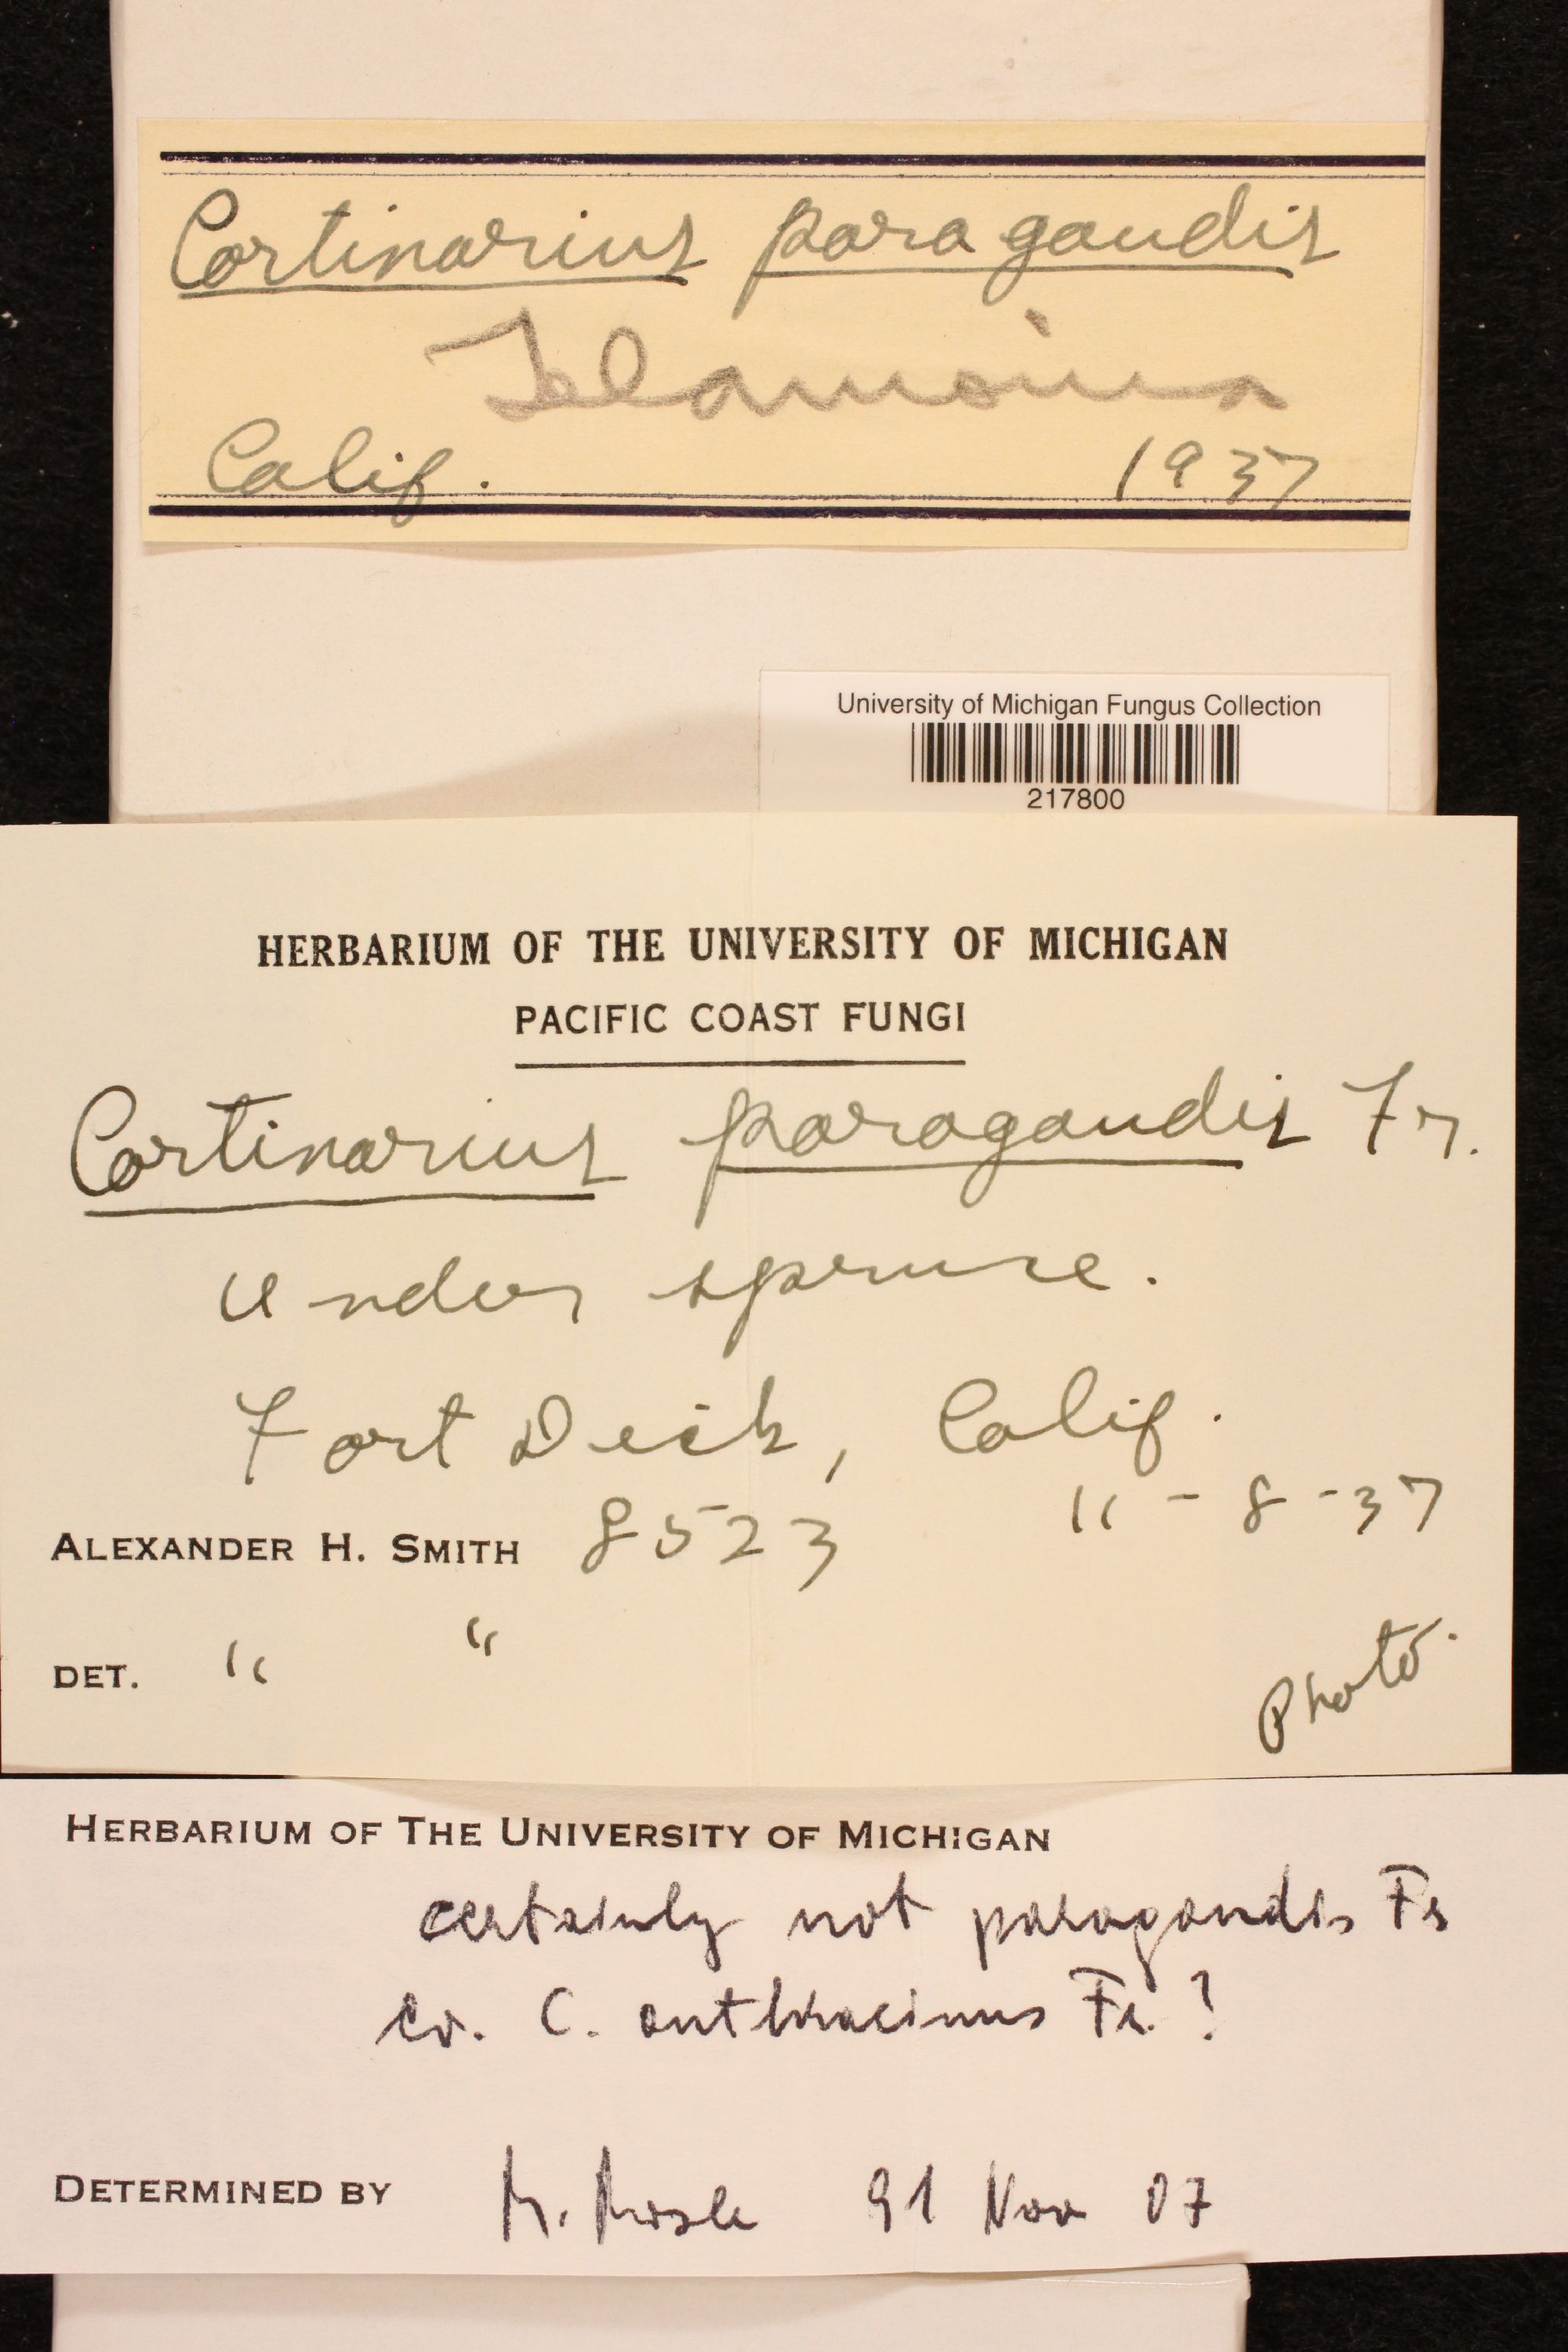 Cortinarius paragaudis
Telamonia
Calif. 1937
University of Michigan Fungus Collection
217800
HERBARIUM OF THE UNIVERSITY OF MICHIGAN
PACIFIC COAST FUNGI
Cortinarius paragaudis Fr.
under spruce.
Fort Dick, Calif.
ALEXANDER H. SMITH 8523 11-8-37
DET. " "
Photo.
HERBARIUM OF THE UNIVERSITY OF MICHIGAN
certainly not paragaudis Fr
C. anthracinus Fr. ?
DETERMINED BY M. 91 Nov 07